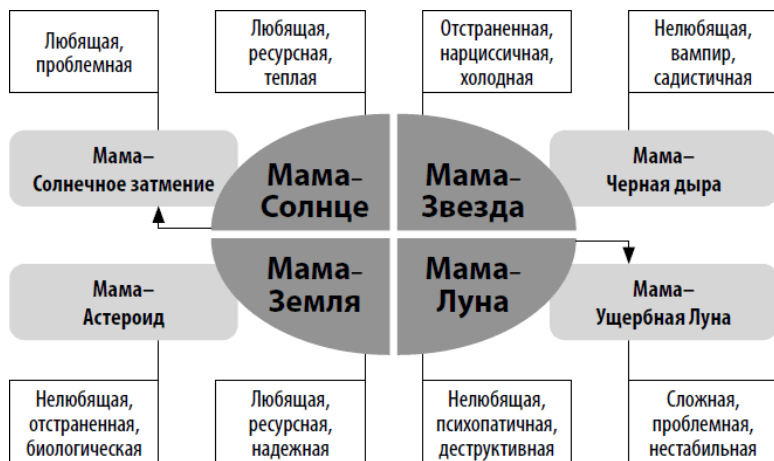 Любящая,
проблемная
Любящая,
ресурсная,
теплая
Отстраненная,
нарциссичная,
холодная
Нелюбящая,
вампир,
садистичная
Мама–
Солнечное затмение
Мама–
Солнце
Мама–
Звезда
Мама–
Черная дыра
Мама–
Астероид
Мама–
Земля
Мама–
Луна
Мама–
Ущербная Луна
Нелюбящая,
отстраненная,
биологическая
Любящая,
ресурсная,
надежная
Нелюбящая,
психопатичная,
деструктивная
Сложная,
проблемная,
нестабильная